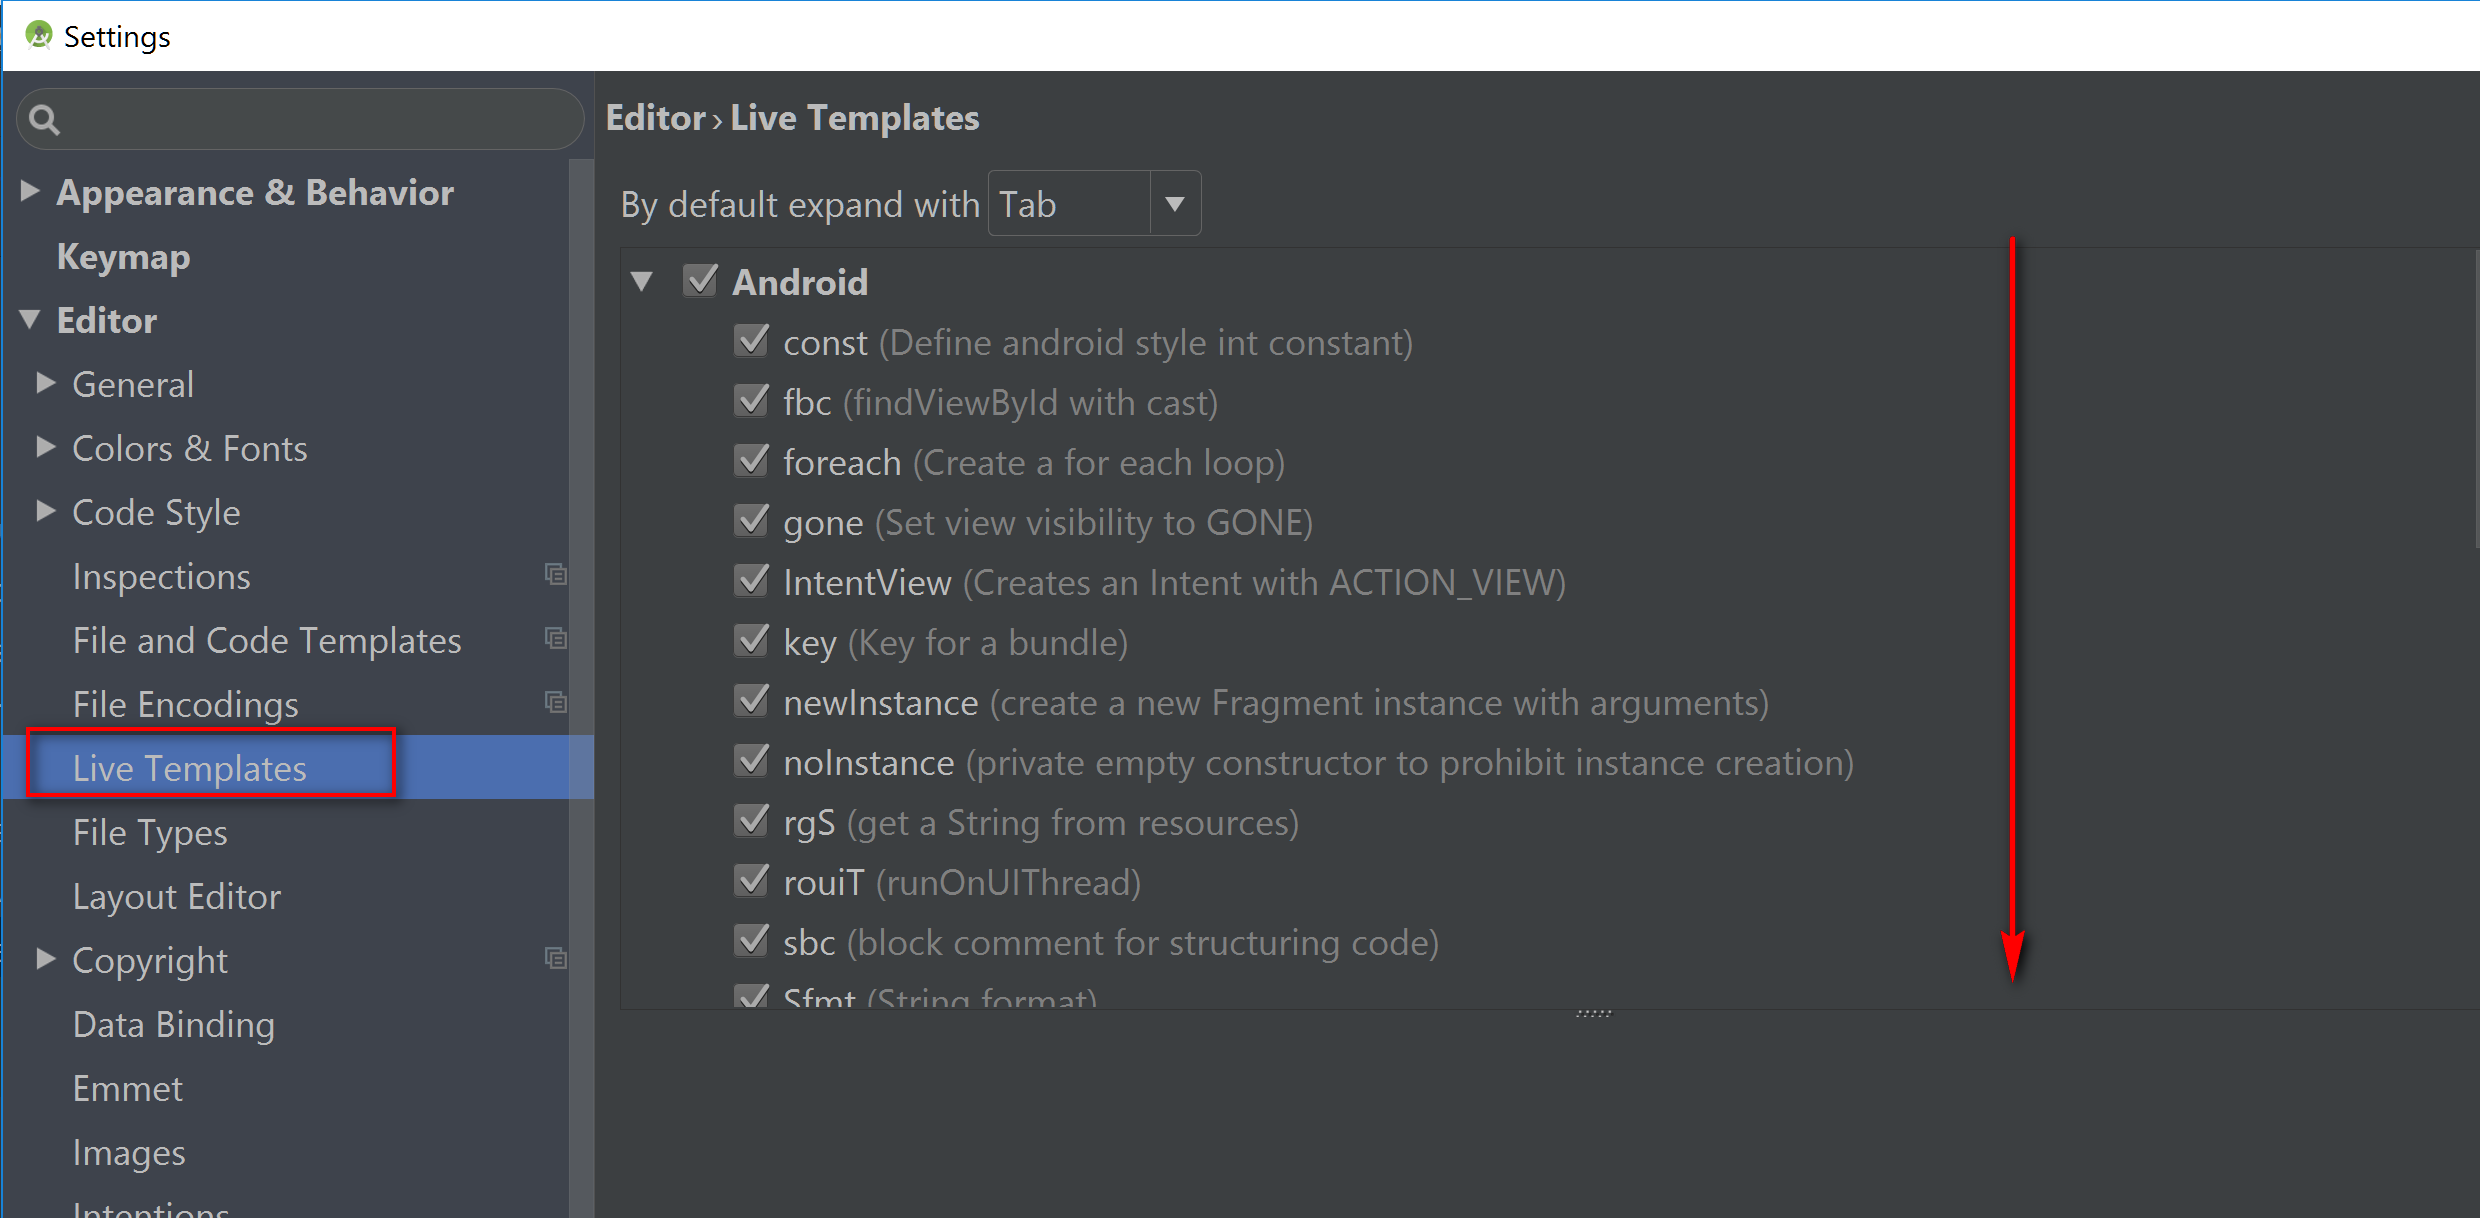 Settings
Appearance & Behavior
Keymap
Editor
General
Colors & Fonts
Code Style
Inspections
File and Code Templates
File Encodings
Live Templates
File Types
Layout Editor
Copyright
Data Binding
Emmet
Images
Intentions
Editor › Live Templates
By default expand with Tab
Android
const (Define android style int constant)
fbc (findViewById with cast)
foreach (Create a for each loop)
gone (Set view visibility to GONE)
IntentView (Creates an Intent with ACTION_VIEW)
key (Key for a bundle)
newInstance (create a new Fragment instance with arguments)
noInstance (private empty constructor to prohibit instance creation)
rgS (get a String from resources)
rouiT (runOnUIThread)
sbc (block comment for structuring code)
Sfmt (String format)